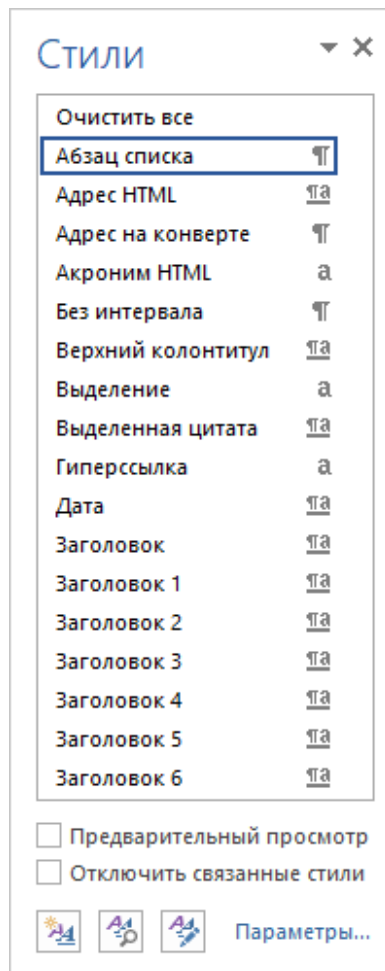 Стили
Очистить все
Абзац списка ¶
Адрес HTML ¶a
Адрес на конверте ¶
Акроним HTML a
Без интервала ¶
Верхний колонтитул ¶a
Выделение a
Выделенная цитата ¶a
Гиперссылка a
Дата ¶a
Заголовок ¶a
Заголовок 1 ¶a
Заголовок 2 ¶a
Заголовок 3 ¶a
Заголовок 4 ¶a
Заголовок 5 ¶a
Заголовок 6 ¶a
Предварительный просмотр
Отключить связанные стили
Параметры...